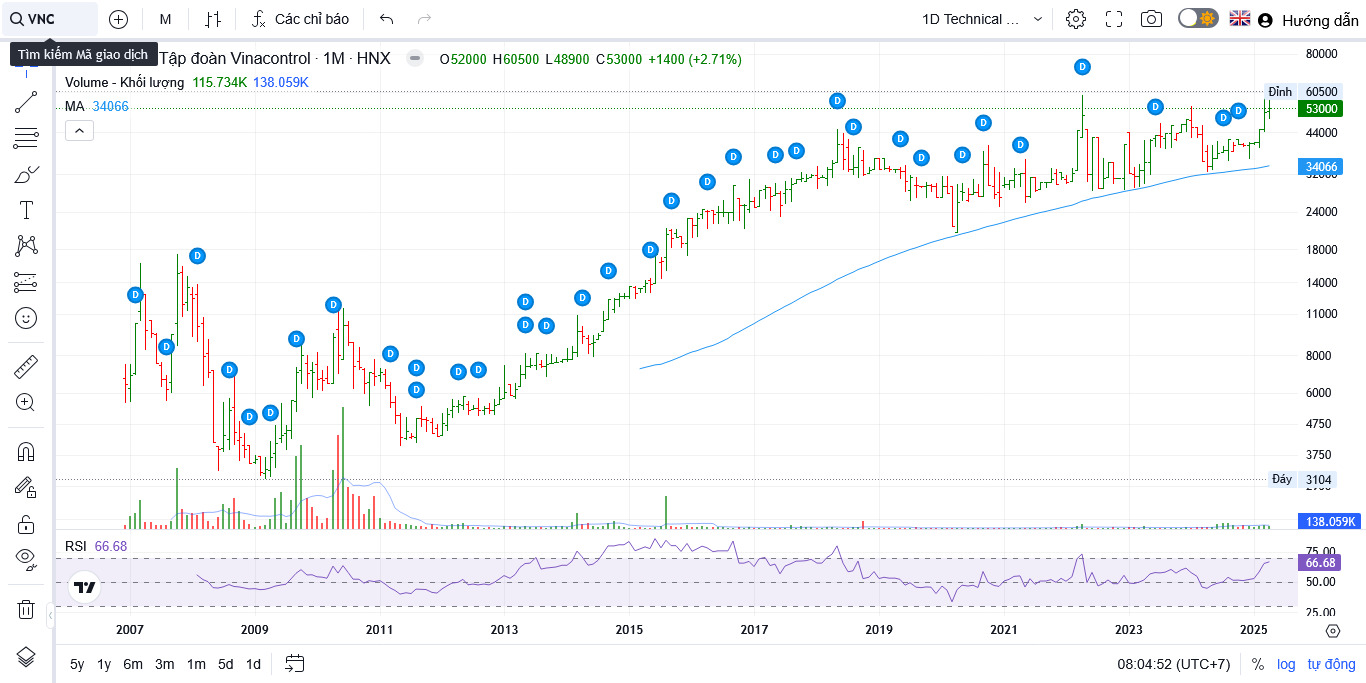 VNC
M
Các chỉ báo
1D Technical ...
Hướng dẫn
Tìm kiếm Mã giao dịch
Tập đoàn Vinacontrol · 1M · HNX
O52000 H60500 L48900 C53000 +1400 (+2.71%)
Volume - Khối lượng 115.734K 138.059K
MA 34066
80000
Đỉnh 60500
53000
44000
34066
32000
24000
18000
14000
11000
8000
6000
4750
3750
Đáy 3104
138.059K
RSI 66.68
75.00
66.68
50.00
25.00
D D D D D D D D D D D D D D D D D D D D D D D D D D D D D D D D D D D D D D
2007 2009 2011 2013 2015 2017 2019 2021 2023 2025
5y 1y 6m 3m 1m 5d 1d
08:04:52 (UTC+7) % log tự động